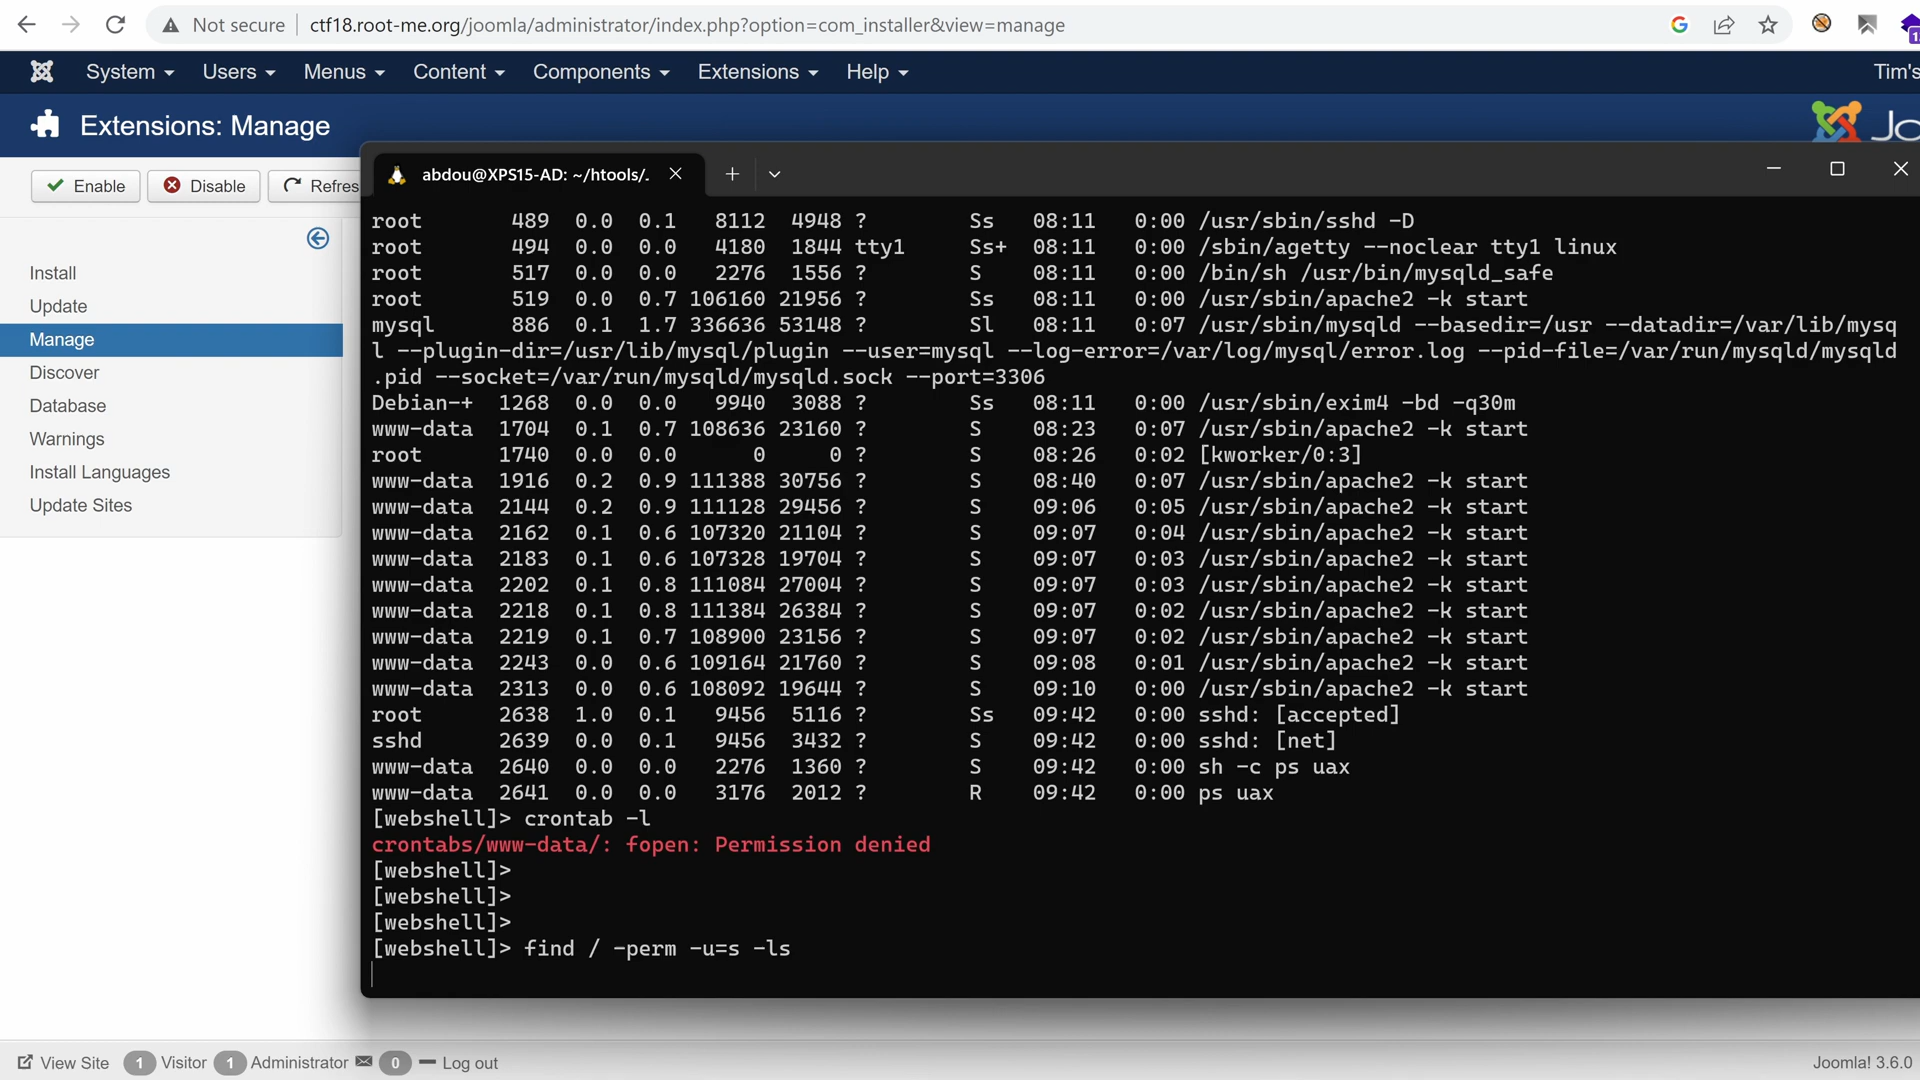 Not secure ctf18.root-me.org/joomla/administrator/index.php?option=com_installer&view=manage
System Users Menus Content Components Extensions Help Tim's
Extensions: Manage
Jo
Enable Disable Refres
Install
Update
Manage
Discover
Database
Warnings
Install Languages
Update Sites
abdou@XPS15-AD: ~/htools/.
root 489 0.0 0.1 8112 4948 ? Ss 08:11 0:00 /usr/sbin/sshd -D
root 494 0.0 0.0 4180 1844 tty1 Ss+ 08:11 0:00 /sbin/agetty --noclear tty1 linux
root 517 0.0 0.0 2276 1556 ? S 08:11 0:00 /bin/sh /usr/bin/mysqld_safe
root 519 0.0 0.7 106160 21956 ? Ss 08:11 0:00 /usr/sbin/apache2 -k start
mysql 886 0.1 1.7 336636 53148 ? Sl 08:11 0:07 /usr/sbin/mysqld --basedir=/usr --datadir=/var/lib/mysq
l --plugin-dir=/usr/lib/mysql/plugin --user=mysql --log-error=/var/log/mysql/error.log --pid-file=/var/run/mysqld/mysqld
.pid --socket=/var/run/mysqld/mysqld.sock --port=3306
Debian-+ 1268 0.0 0.0 9940 3088 ? Ss 08:11 0:00 /usr/sbin/exim4 -bd -q30m
www-data 1704 0.1 0.7 108636 23160 ? S 08:23 0:07 /usr/sbin/apache2 -k start
root 1740 0.0 0.0 0 0 ? S 08:26 0:02 [kworker/0:3]
www-data 1916 0.2 0.9 111388 30756 ? S 08:40 0:07 /usr/sbin/apache2 -k start
www-data 2144 0.2 0.9 111128 29456 ? S 09:06 0:05 /usr/sbin/apache2 -k start
www-data 2162 0.1 0.6 107320 21104 ? S 09:07 0:04 /usr/sbin/apache2 -k start
www-data 2183 0.1 0.6 107328 19704 ? S 09:07 0:03 /usr/sbin/apache2 -k start
www-data 2202 0.1 0.8 111084 27004 ? S 09:07 0:03 /usr/sbin/apache2 -k start
www-data 2218 0.1 0.8 111384 26384 ? S 09:07 0:02 /usr/sbin/apache2 -k start
www-data 2219 0.1 0.7 108900 23156 ? S 09:07 0:02 /usr/sbin/apache2 -k start
www-data 2243 0.0 0.6 109164 21760 ? S 09:08 0:01 /usr/sbin/apache2 -k start
www-data 2313 0.0 0.6 108092 19644 ? S 09:10 0:00 /usr/sbin/apache2 -k start
root 2638 1.0 0.1 9456 5116 ? Ss 09:42 0:00 sshd: [accepted]
sshd 2639 0.0 0.1 9456 3432 ? S 09:42 0:00 sshd: [net]
www-data 2640 0.0 0.0 2276 1360 ? S 09:42 0:00 sh -c ps uax
www-data 2641 0.0 0.0 3176 2012 ? R 09:42 0:00 ps uax
[webshell]> crontab -l
crontabs/www-data/: fopen: Permission denied
[webshell]>
[webshell]>
[webshell]>
[webshell]> find / -perm -u=s -ls
View Site 1 Visitor 1 Administrator 0 Log out Joomla! 3.6.0